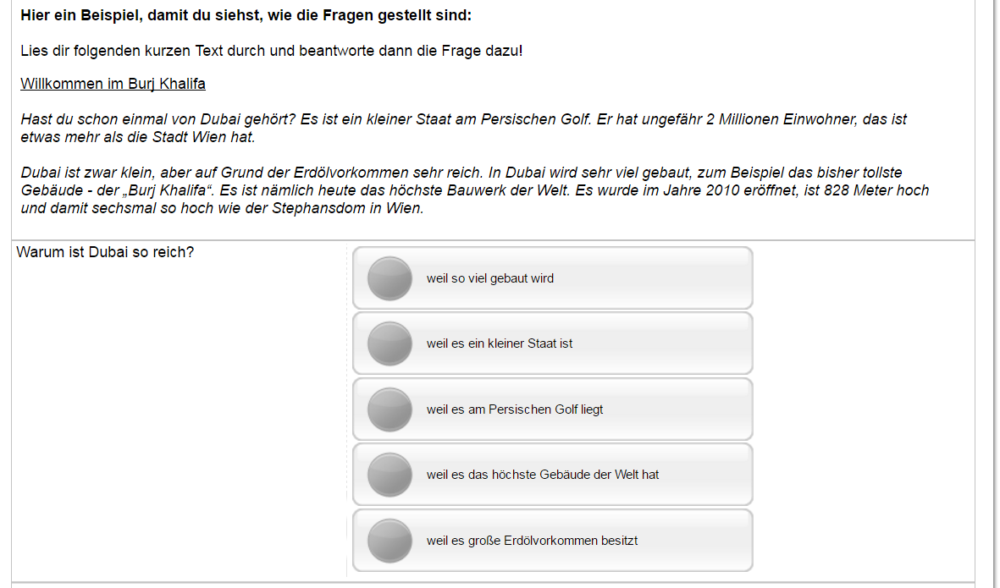 Hier ein Beispiel, damit du siehst, wie die Fragen gestellt sind:
Lies dir folgenden kurzen Text durch und beantworte dann die Frage dazu!
Willkommen im Burj Khalifa
Hast du schon einmal von Dubai gehört? Es ist ein kleiner Staat am Persischen Golf. Er hat ungefähr 2 Millionen Einwohner, das ist
etwas mehr als die Stadt Wien hat.
Dubai ist zwar klein, aber auf Grund der Erdölvorkommen sehr reich. In Dubai wird sehr viel gebaut, zum Beispiel das bisher tollste
Gebäude - der „Burj Khalifa“. Es ist nämlich heute das höchste Bauwerk der Welt. Es wurde im Jahre 2010 eröffnet, ist 828 Meter hoch
und damit sechsmal so hoch wie der Stephansdom in Wien.
Warum ist Dubai so reich?
weil so viel gebaut wird
weil es ein kleiner Staat ist
weil es am Persischen Golf liegt
weil es das höchste Gebäude der Welt hat
weil es große Erdölvorkommen besitzt